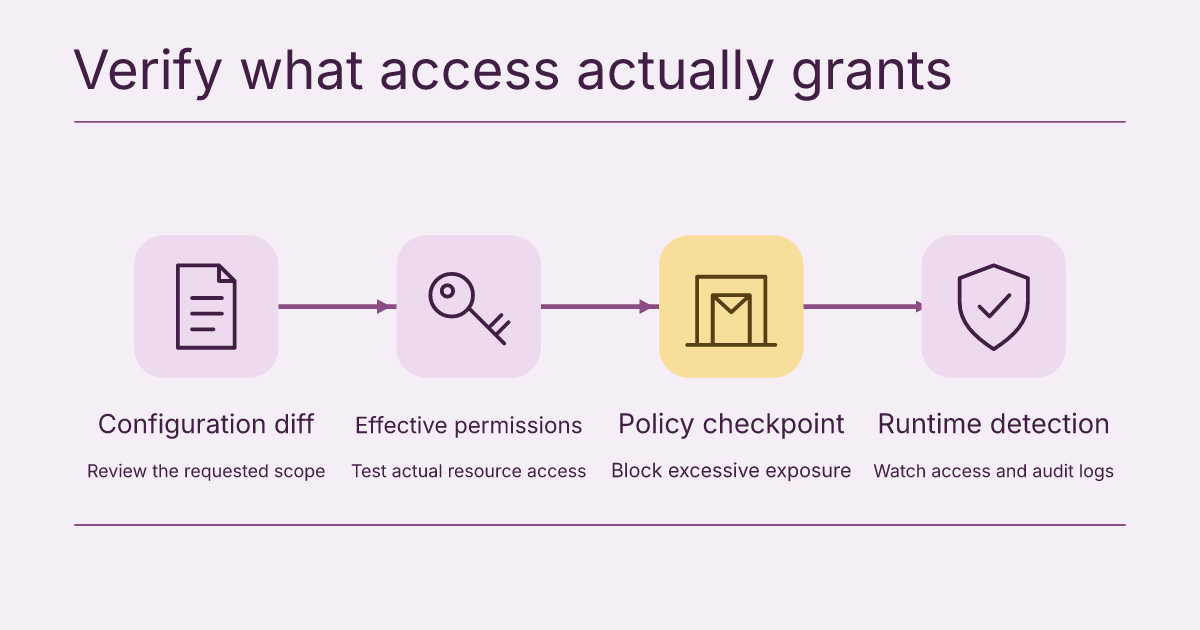 Verify what access actually grants
Configuration diff
Effective permissions
Policy checkpoint
Runtime detection
Review the requested scope
Test actual resource access
Block excessive exposure
Watch access and audit logs